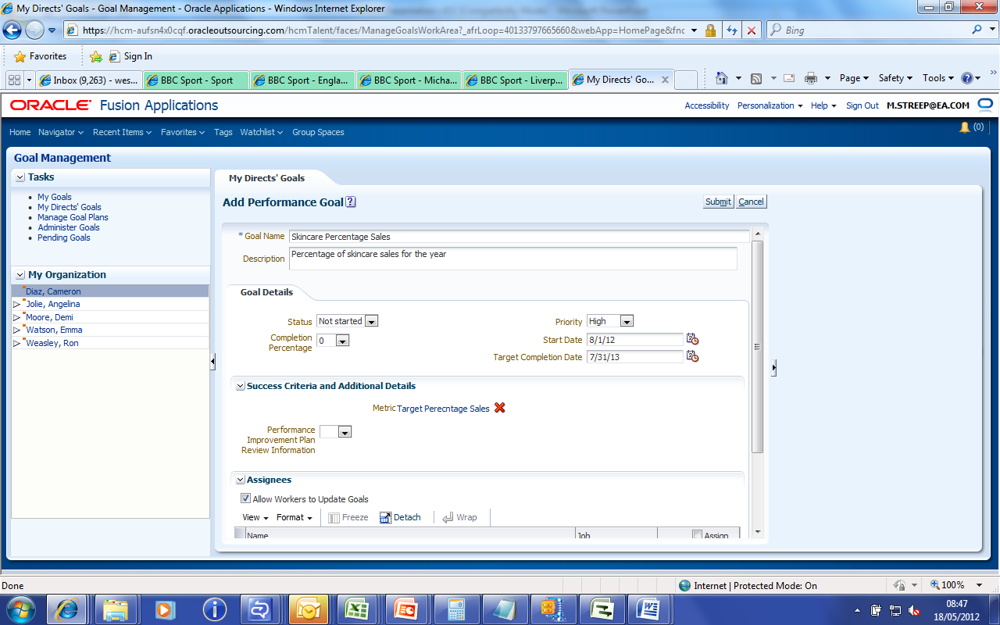 My Directs' Goals - Goal Management - Oracle Applications - Windows Internet Explorer
https://hcm-aufsn4x0cqf.oracleoutsourcing.com/hcmTalent/faces/ManageGoalsWorkArea?_afrLoop=40133797665660&webApp=HomePage&fnd
Bing
Favorites
Sign In
Inbox (9,263) - wes...
BBC Sport - Sport
BBC Sport - Engla...
BBC Sport - Micha...
BBC Sport - Liverp...
My Directs' Go...
Page
Safety
Tools
ORACLE Fusion Applications
Accessibility Personalization Help Sign Out M.STREEP@EA.COM
Home Navigator Recent Items Favorites Tags Watchlist Group Spaces
(0)
Goal Management
Tasks
My Goals
My Directs' Goals
Manage Goal Plans
Administer Goals
Pending Goals
My Organization
Diaz, Cameron
Jolie, Angelina
Moore, Demi
Watson, Emma
Weasley, Ron
My Directs' Goals
Add Performance Goal ?
Submit Cancel
* Goal Name Skincare Percentage Sales
Description Percentage of skincare sales for the year
Goal Details
Status Not started
Completion Percentage 0
Priority High
Start Date 8/1/12
Target Completion Date 7/31/13
Success Criteria and Additional Details
Metric Target Perecntage Sales
Performance
Improvement Plan
Review Information
Assignees
Allow Workers to Update Goals
View Format Freeze Detach Wrap
Name Job Assign
Done
Internet | Protected Mode: On
100%
08:47
18/05/2012